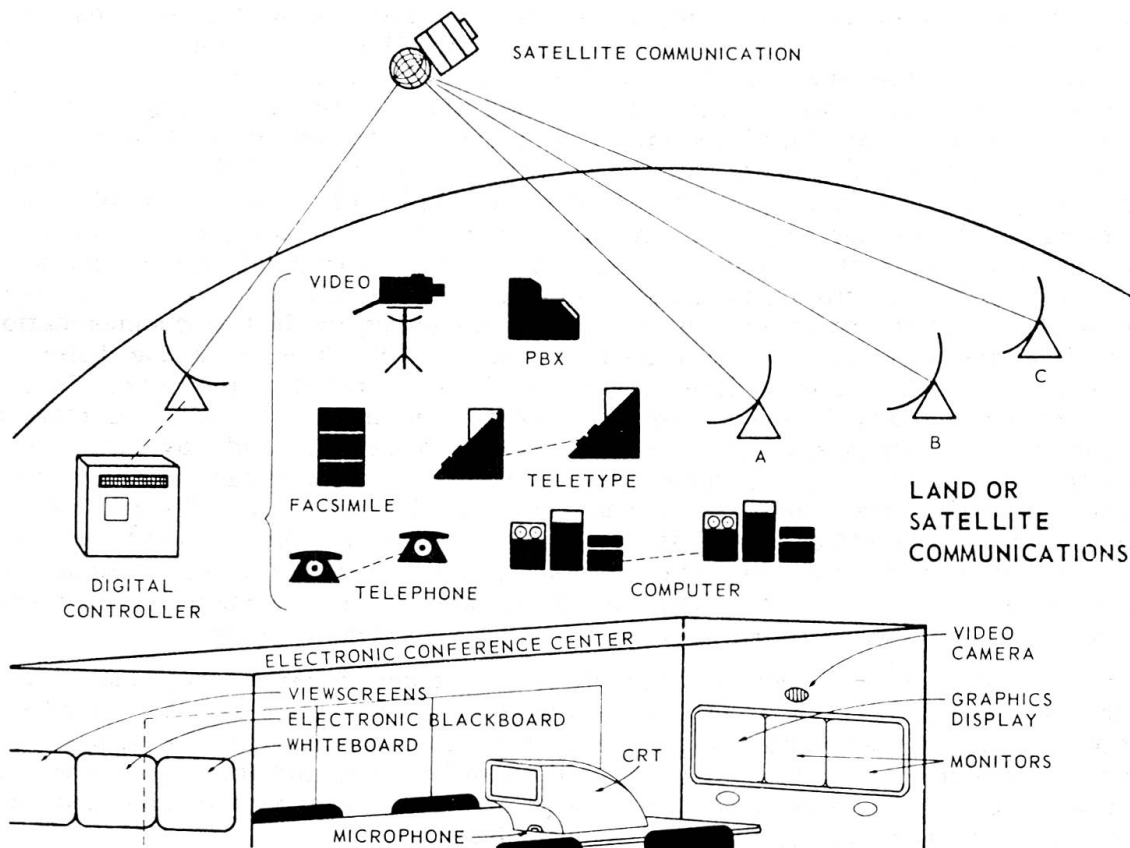 SATELLITE COMMUNICATION
VIDEO
PBX
C
B
A
FACSIMILE
TELETYPE
LAND OR
SATELLITE
COMMUNICATIONS
DIGITAL
CONTROLLER
TELEPHONE
COMPUTER
ELECTRONIC CONFERENCE CENTER
VIDEO
CAMERA
VIEWSCREENS
ELECTRONIC BLACKBOARD
WHITEBOARD
GRAPHICS
DISPLAY
CRT
MONITORS
MICROPHONE